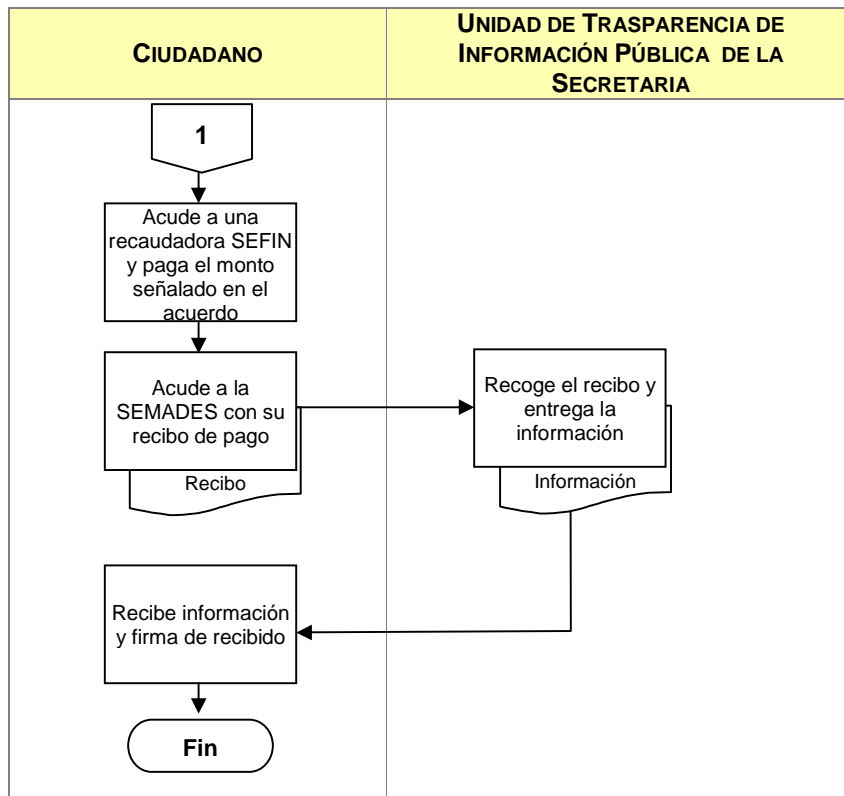 CIUDADANO
UNIDAD DE TRASPARENCIA DE
INFORMACIÓN PÚBLICA DE LA
SECRETARIA
1
Acude a una
recaudadora SEFIN
y paga el monto
señalado en el
acuerdo
Acude a la
SEMADES con su
recibo de pago
Recibo
Recoge el recibo y
entrega la
información
Información
Recibe información
y firma de recibido
Fin